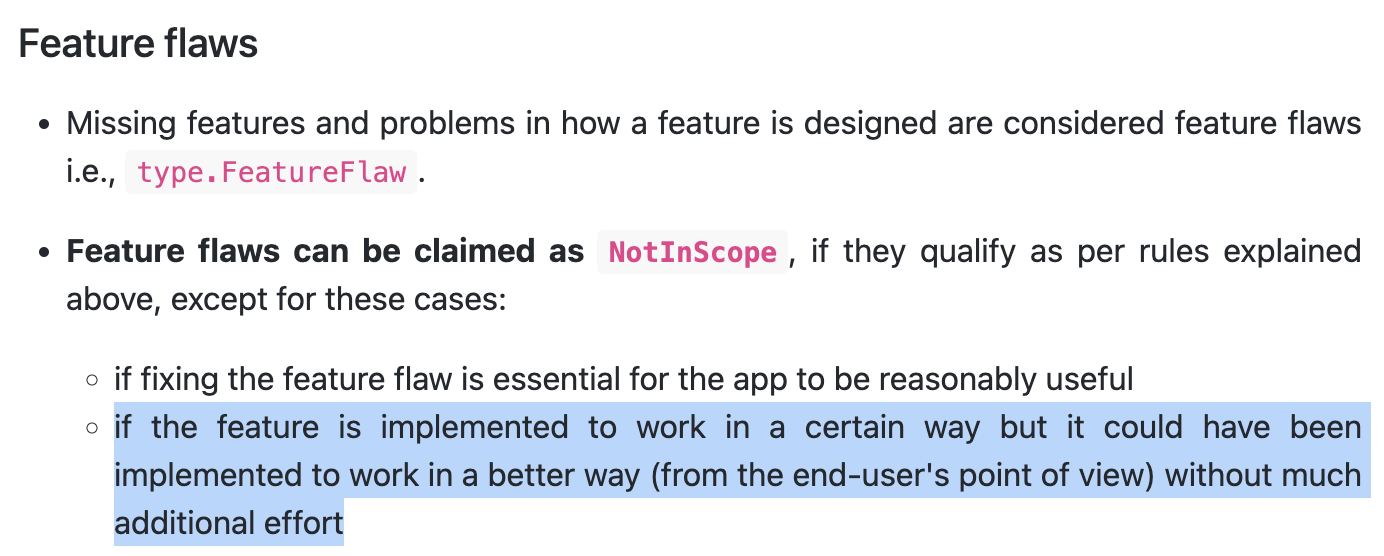 Feature flaws
• Missing features and problems in how a feature is designed are considered feature flaws
i.e., type.FeatureFlaw .
• Feature flaws can be claimed as NotInScope , if they qualify as per rules explained
above, except for these cases:
○ if fixing the feature flaw is essential for the app to be reasonably useful
○ if the feature is implemented to work in a certain way but it could have been
implemented to work in a better way (from the end-user's point of view) without much
additional effort